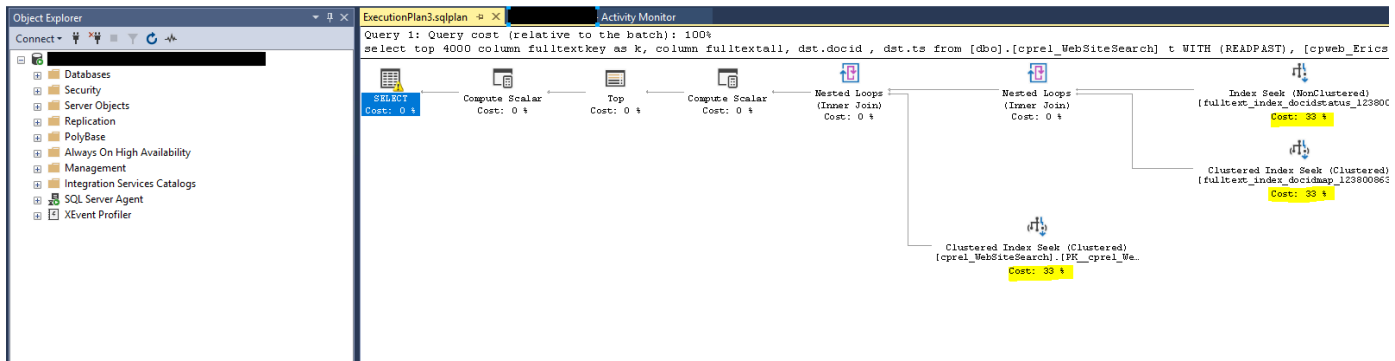 Object Explorer
Connect
Databases
Security
Server Objects
Replication
PolyBase
Always On High Availability
Management
Integration Services Catalogs
SQL Server Agent
XEvent Profiler
ExecutionPlan3.sqlplan
Activity Monitor
Query 1: Query cost (relative to the batch): 100%
select top 4000 column fulltextkey as k, column fulltextall, dst.docid , dst.ts from [dbo].[cprel_WebSiteSearch] t WITH (READPAST), [cpweb_Erics
SELECT
Cost: 0 %
Compute Scalar
Cost: 0 %
Top
Cost: 0 %
Compute Scalar
Cost: 0 %
Nested Loops
(Inner Join)
Cost: 0 %
Nested Loops
(Inner Join)
Cost: 0 %
Index Seek (NonClustered)
[fulltext_index_docidstatus_123800
Cost: 33 %
Clustered Index Seek (Clustered)
[fulltext_index_docidmap_123800863
Cost: 33 %
Clustered Index Seek (Clustered)
[cprel_WebSiteSearch].[PK__cprel_We…
Cost: 33 %